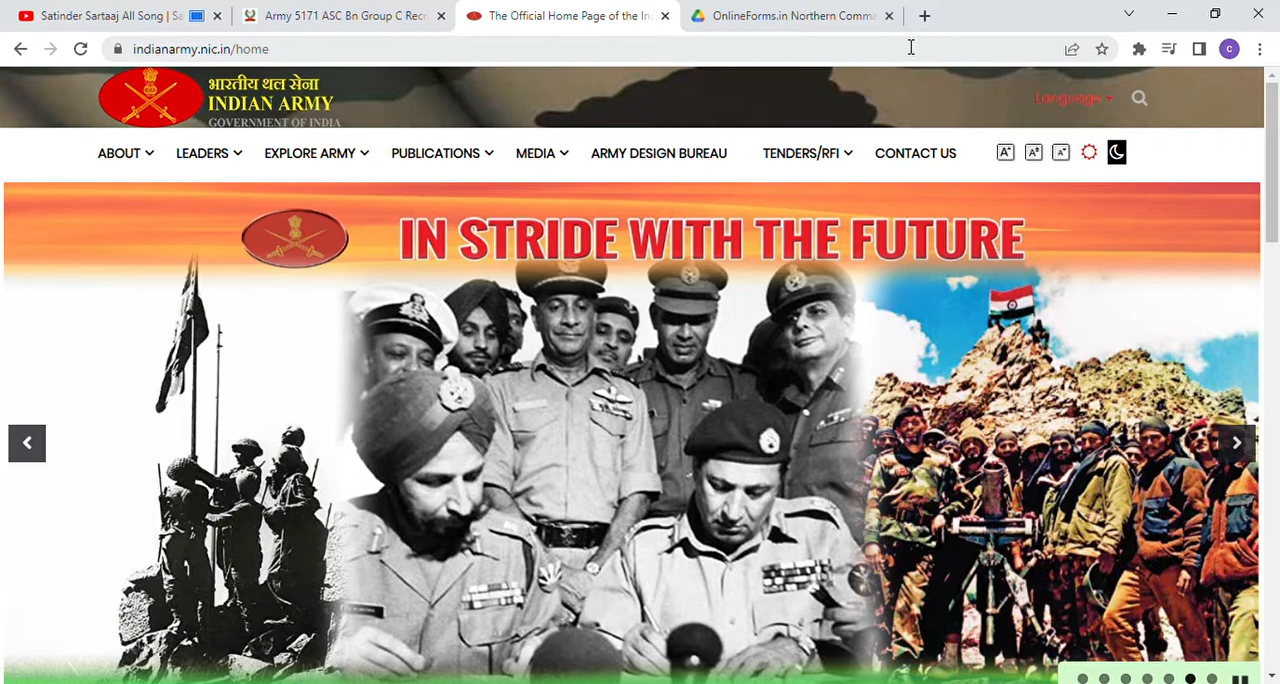 Satinder Sartaaj All Song | Sa
Army 5171 ASC Bn Group C Recr
The Official Home Page of the In
OnlineForms.in Northern Comma
indianarmy.nic.in/home
C
भारतीय थल सेना
INDIAN ARMY
GOVERNMENT OF INDIA
Language
ABOUT LEADERS EXPLORE ARMY PUBLICATIONS MEDIA ARMY DESIGN BUREAU TENDERS/RFI CONTACT US
A+ A A-
IN STRIDE WITH THE FUTURE